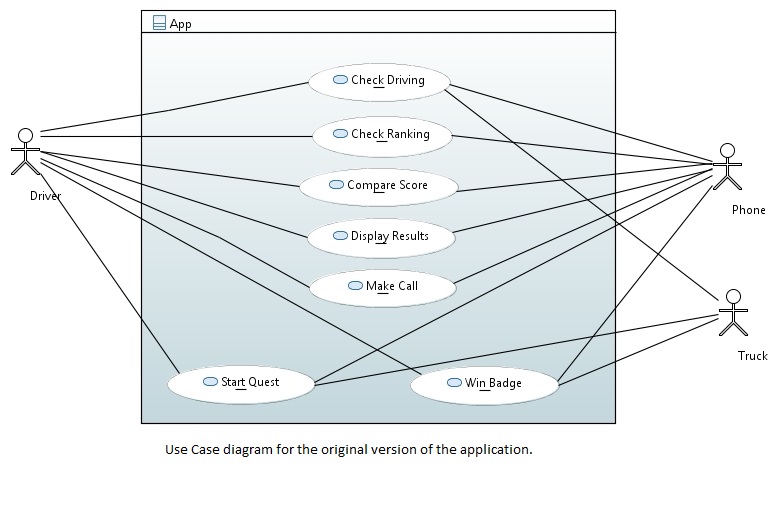 App
Check Driving
Check Ranking
Compare Score
Display Results
Make Call
Start Quest
Win Badge
Driver
Phone
Truck
Use Case diagram for the original version of the application.